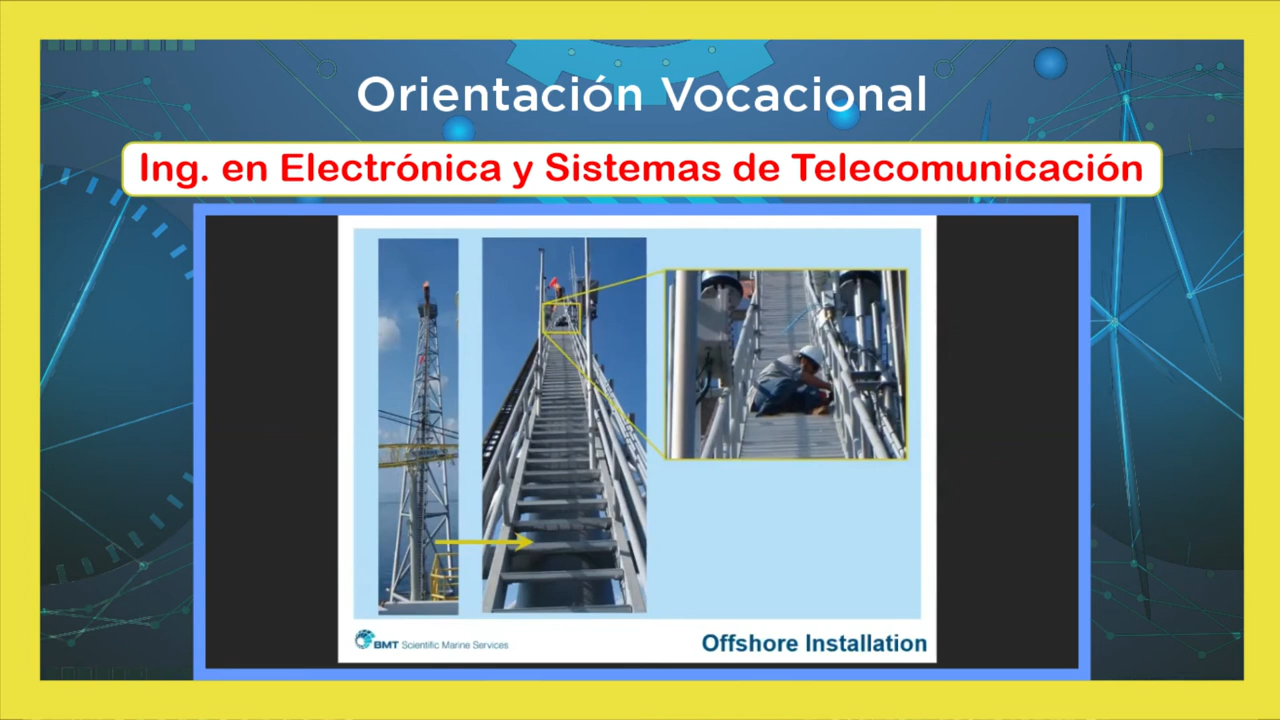 Orientación Vocacional
Ing. en Electrónica y Sistemas de Telecomunicación
BMT Scientific Marine Services
Offshore Installation